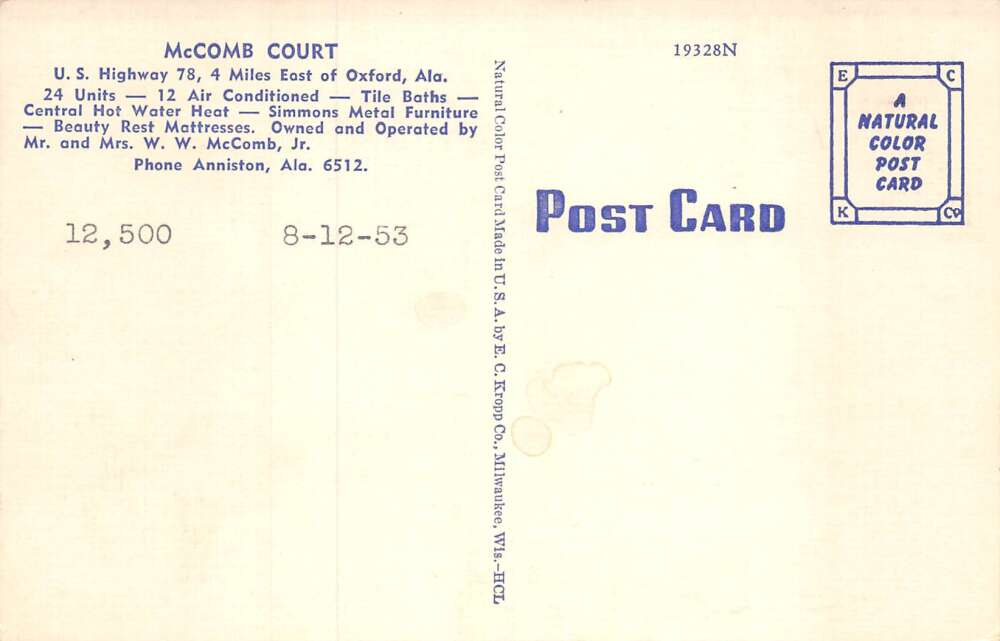 McCOMB COURT
U. S. Highway 78, 4 Miles East of Oxford, Ala.
24 Units — 12 Air Conditioned — Tile Baths —
Central Hot Water Heat — Simmons Metal Furniture
— Beauty Rest Mattresses. Owned and Operated by
Mr. and Mrs. W. W. McComb, Jr.
Phone Anniston, Ala. 6512.
12,500 8-12-53
Natural Color Post Card Made in U. S. A. by E. C. Kropp Co., Milwaukee, Wis.-HCL
19328N
POST CARD
E C
A
NATURAL
COLOR
POST
CARD
K Co